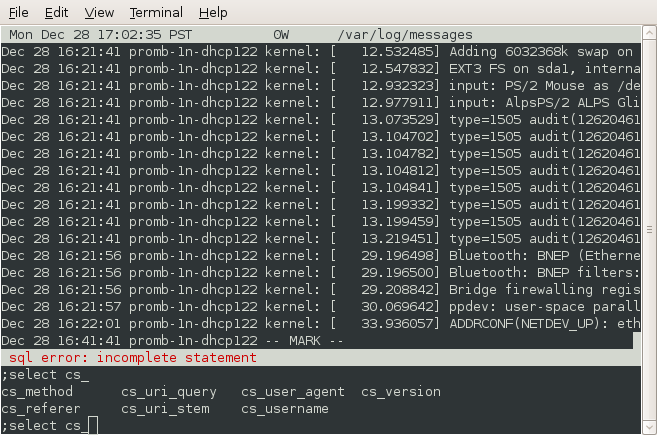 File Edit View Terminal Help
Mon Dec 28 17:02:35 PST 0W /var/log/messages
Dec 28 16:21:41 promb-1n-dhcp122 kernel: [ 12.532485] Adding 6032368k swap on
Dec 28 16:21:41 promb-1n-dhcp122 kernel: [ 12.547832] EXT3 FS on sda1, interna
Dec 28 16:21:41 promb-1n-dhcp122 kernel: [ 12.932323] input: PS/2 Mouse as /de
Dec 28 16:21:41 promb-1n-dhcp122 kernel: [ 12.977911] input: AlpsPS/2 ALPS Gli
Dec 28 16:21:41 promb-1n-dhcp122 kernel: [ 13.073529] type=1505 audit(12620461
Dec 28 16:21:41 promb-1n-dhcp122 kernel: [ 13.104702] type=1505 audit(12620461
Dec 28 16:21:41 promb-1n-dhcp122 kernel: [ 13.104782] type=1505 audit(12620461
Dec 28 16:21:41 promb-1n-dhcp122 kernel: [ 13.104812] type=1505 audit(12620461
Dec 28 16:21:41 promb-1n-dhcp122 kernel: [ 13.104841] type=1505 audit(12620461
Dec 28 16:21:41 promb-1n-dhcp122 kernel: [ 13.199332] type=1505 audit(12620461
Dec 28 16:21:41 promb-1n-dhcp122 kernel: [ 13.199459] type=1505 audit(12620461
Dec 28 16:21:41 promb-1n-dhcp122 kernel: [ 13.219451] type=1505 audit(12620461
Dec 28 16:21:56 promb-1n-dhcp122 kernel: [ 29.196498] Bluetooth: BNEP (Etherne
Dec 28 16:21:56 promb-1n-dhcp122 kernel: [ 29.196500] Bluetooth: BNEP filters:
Dec 28 16:21:56 promb-1n-dhcp122 kernel: [ 29.208842] Bridge firewalling regis
Dec 28 16:21:57 promb-1n-dhcp122 kernel: [ 30.069642] ppdev: user-space parall
Dec 28 16:22:01 promb-1n-dhcp122 kernel: [ 33.936057] ADDRCONF(NETDEV_UP): eth
Dec 28 16:41:41 promb-1n-dhcp122 -- MARK --
sql error: incomplete statement
;select cs_
cs_method cs_uri_query cs_user_agent cs_version
cs_referer cs_uri_stem cs_username
;select cs_